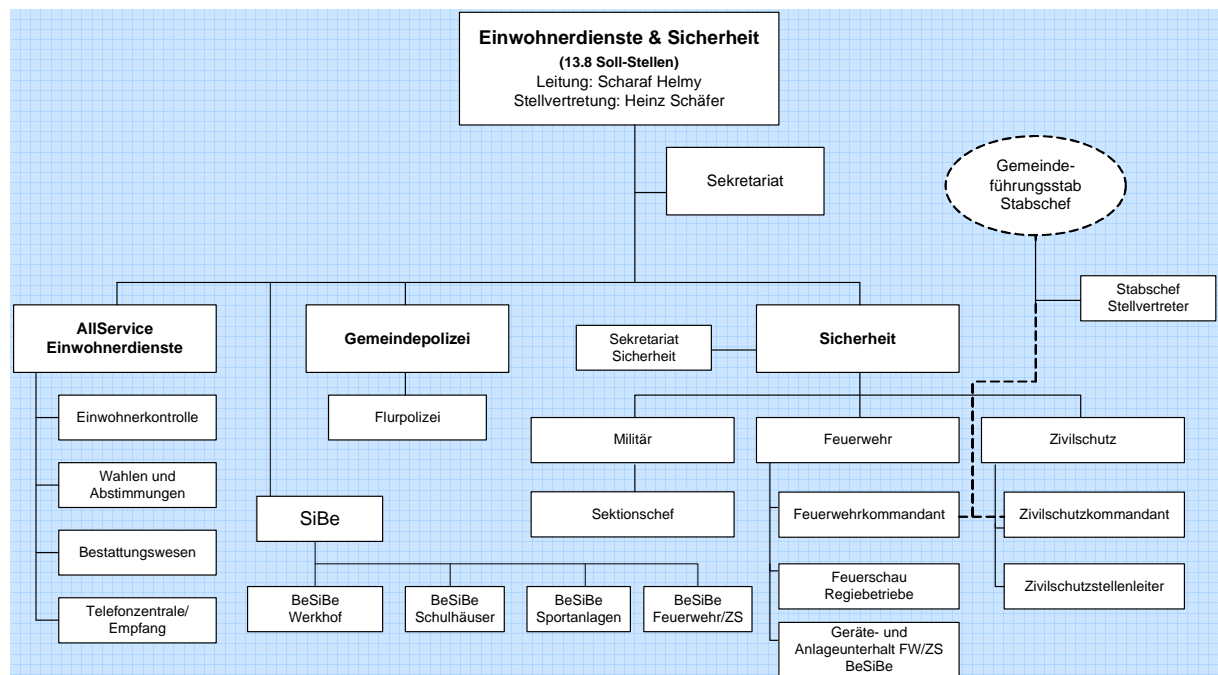 Einwohnerdienste & Sicherheit
(13.8 Soll-Stellen)
Leitung: Scharaf Helmy
Stellvertretung: Heinz Schäfer
Sekretariat
Gemeinde-
führungsstab
Stabschef
Stabschef
Stellvertreter
AllService
Einwohnerdienste
Gemeindepolizei
Sekretariat
Sicherheit
Sicherheit
Einwohnerkontrolle
Wahlen und
Abstimmungen
Bestattungswesen
Telefonzentrale/
Empfang
Flurpolizei
SiBe
BeSiBe
Werkhof
BeSiBe
Schulhäuser
BeSiBe
Sportanlagen
BeSiBe
Feuerwehr/ZS
Militär
Sektionschef
Feuerwehr
Feuerwehrkommandant
Feuerschau
Regiebetriebe
Geräte- und
Anlageunterhalt FW/ZS
BeSiBe
Zivilschutz
Zivilschutzkommandant
Zivilschutzstellenleiter